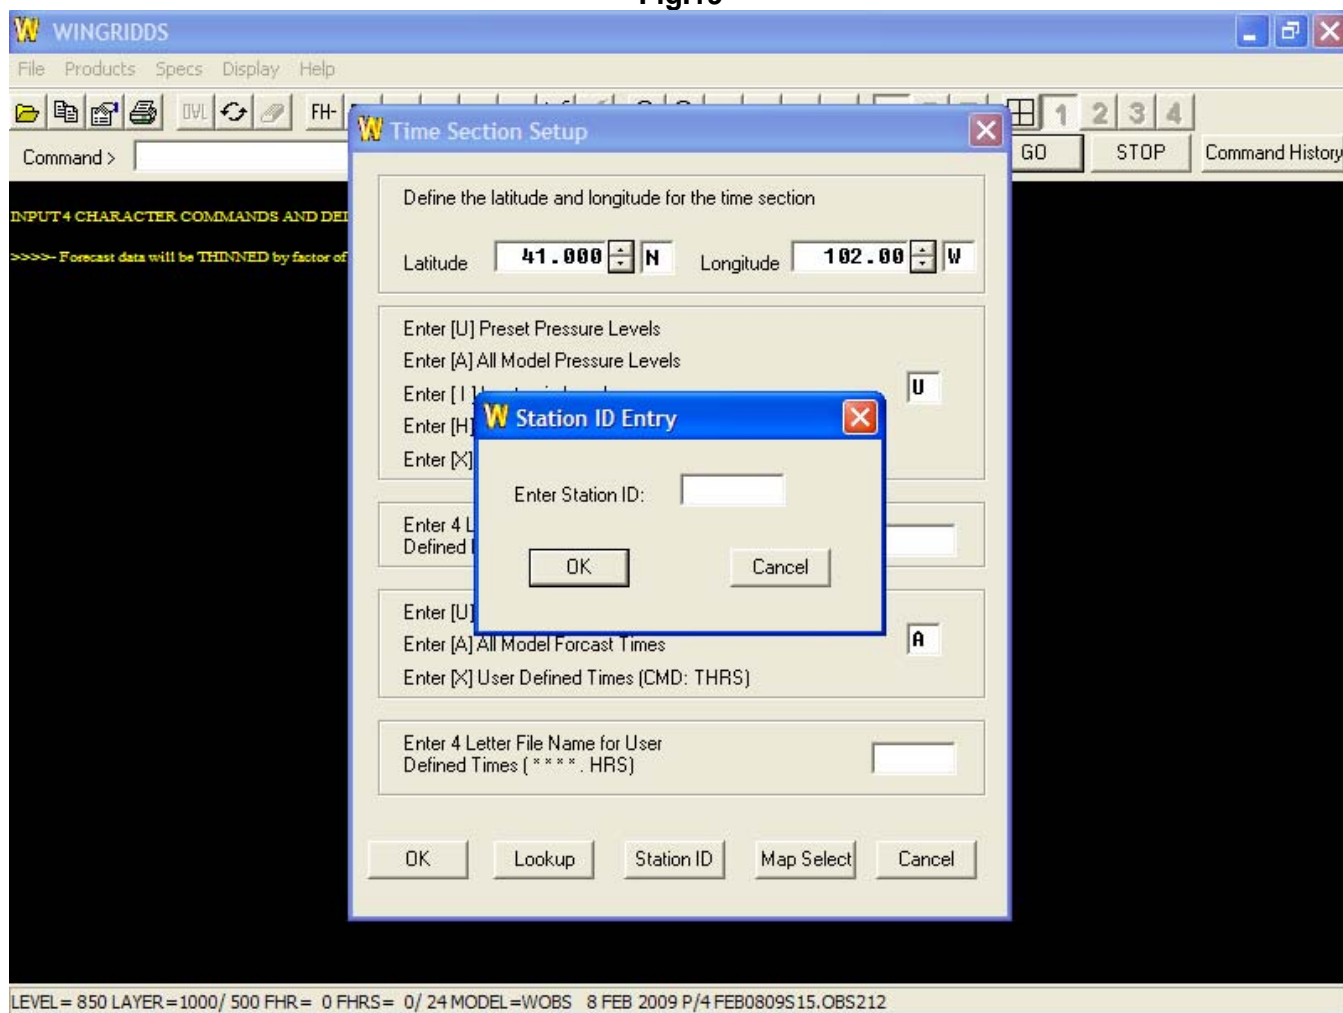 WINGRIDDS
File Products Specs Display Help
FH-
1 2 3 4
Command >
GO STOP Command History
INPUT 4 CHARACTER COMMANDS AND DEL
>>>>- Forecast data will be THINNED by factor of
Time Section Setup
Define the latitude and longitude for the time section
Latitude 41.000 N Longitude 102.00 W
Enter [U] Preset Pressure Levels
Enter [A] All Model Pressure Levels
Enter [ I ]
U
Enter [H]
Enter [X]
Station ID Entry
Enter Station ID:
OK Cancel
Enter 4 L
Defined
Enter [U]
Enter [A] All Model Forcast Times
A
Enter [X] User Defined Times (CMD: THRS)
Enter 4 Letter File Name for User
Defined Times ( * * * * . HRS)
OK Lookup Station ID Map Select Cancel
LEVEL= 850 LAYER=1000/ 500 FHR= 0 FHRS= 0/ 24 MODEL=WOBS 8 FEB 2009 P/4 FEB0809S15.OBS212